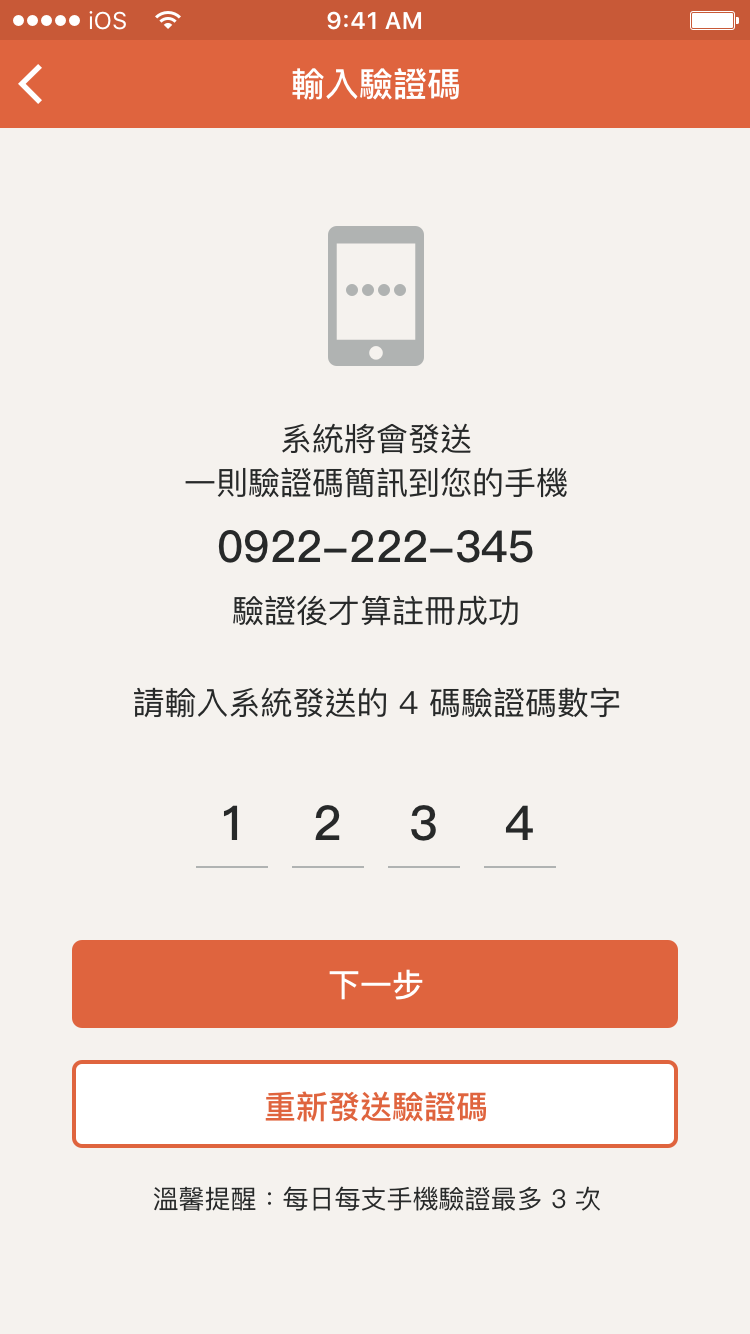 iOS 9:41 AM
輸入驗證碼
系統將會發送
一則驗證碼簡訊到您的手機
0922–222–345
驗證後才算註冊成功
請輸入系統發送的 4 碼驗證碼數字
1 2 3 4
下一步
重新發送驗證碼
溫馨提醒：每日每支手機驗證最多 3 次